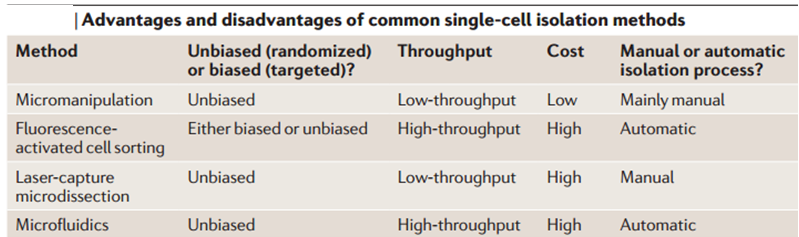 Advantages and disadvantages of common single-cell isolation methods
Method Unbiased (randomized) or biased (targeted)? Throughput Cost Manual or automatic isolation process?
Micromanipulation Unbiased Low-throughput Low Mainly manual
Fluorescence-activated cell sorting Either biased or unbiased High-throughput High Automatic
Laser-capture microdissection Unbiased Low-throughput High Manual
Microfluidics Unbiased High-throughput High Automatic